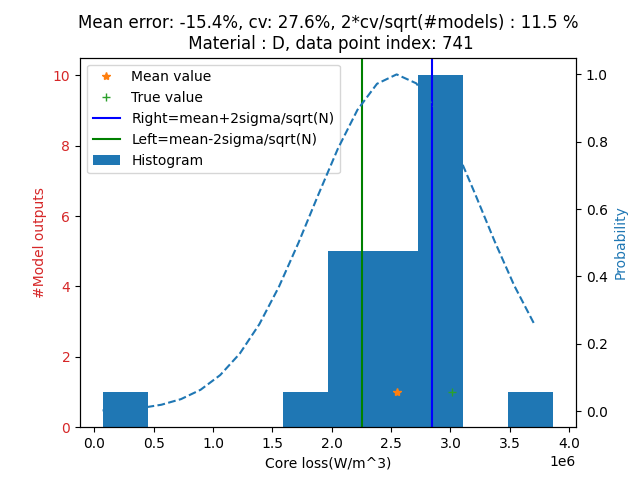 Mean error: -15.4%, cv: 27.6%, 2*cv/sqrt(#models) : 11.5 %
Material : D, data point index: 741
Mean value
True value
Right=mean+2sigma/sqrt(N)
Left=mean-2sigma/sqrt(N)
Histogram
#Model outputs
10
8
6
4
2
0
Probability
1.0
0.8
0.6
0.4
0.2
0.0
0.0 0.5 1.0 1.5 2.0 2.5 3.0 3.5 4.0
1e6
Core loss(W/m^3)